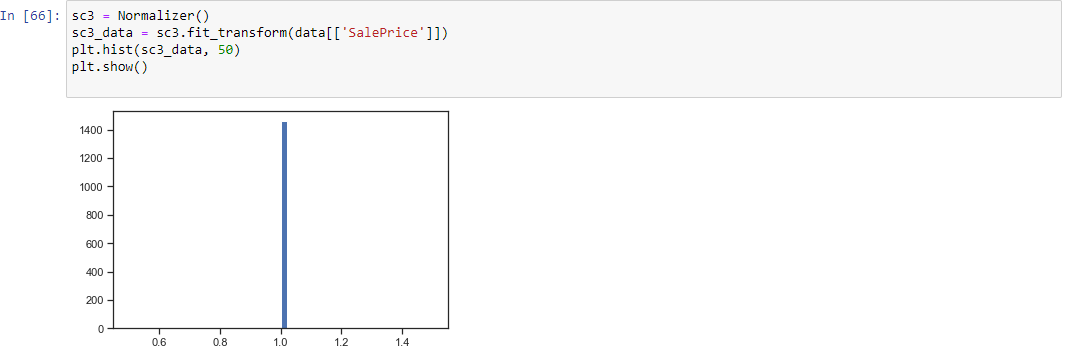 In [66]: sc3 = Normalizer()
sc3_data = sc3.fit_transform(data[['SalePrice']])
plt.hist(sc3_data, 50)
plt.show()
1400
1200
1000
800
600
400
200
0
0.6 0.8 1.0 1.2 1.4